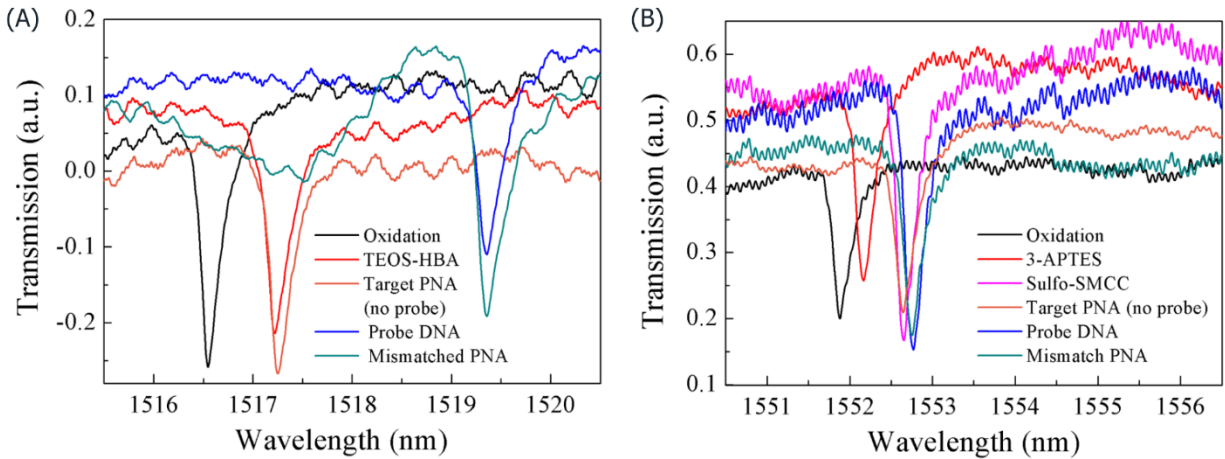 (A)
0.2
0.1
0.0
-0.1
-0.2
Transmission (a.u.)
Oxidation
TEOS-HBA
Target PNA
(no probe)
Probe DNA
Mismatched PNA
1516 1517 1518 1519 1520
Wavelength (nm)
(B)
0.6
0.5
0.4
0.3
0.2
0.1
Transmission (a.u.)
Oxidation
3-APTES
Sulfo-SMCC
Target PNA (no probe)
Probe DNA
Mismatch PNA
1551 1552 1553 1554 1555 1556
Wavelength (nm)